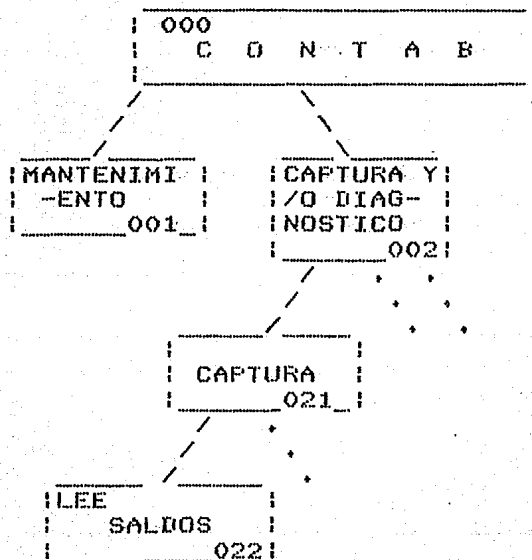 000
C O N T A B
MANTENIMI
-ENTO
001
CAPTURA Y
/O DIAG-
NOSTICO
002
CAPTURA
021
LEE
SALDOS
022